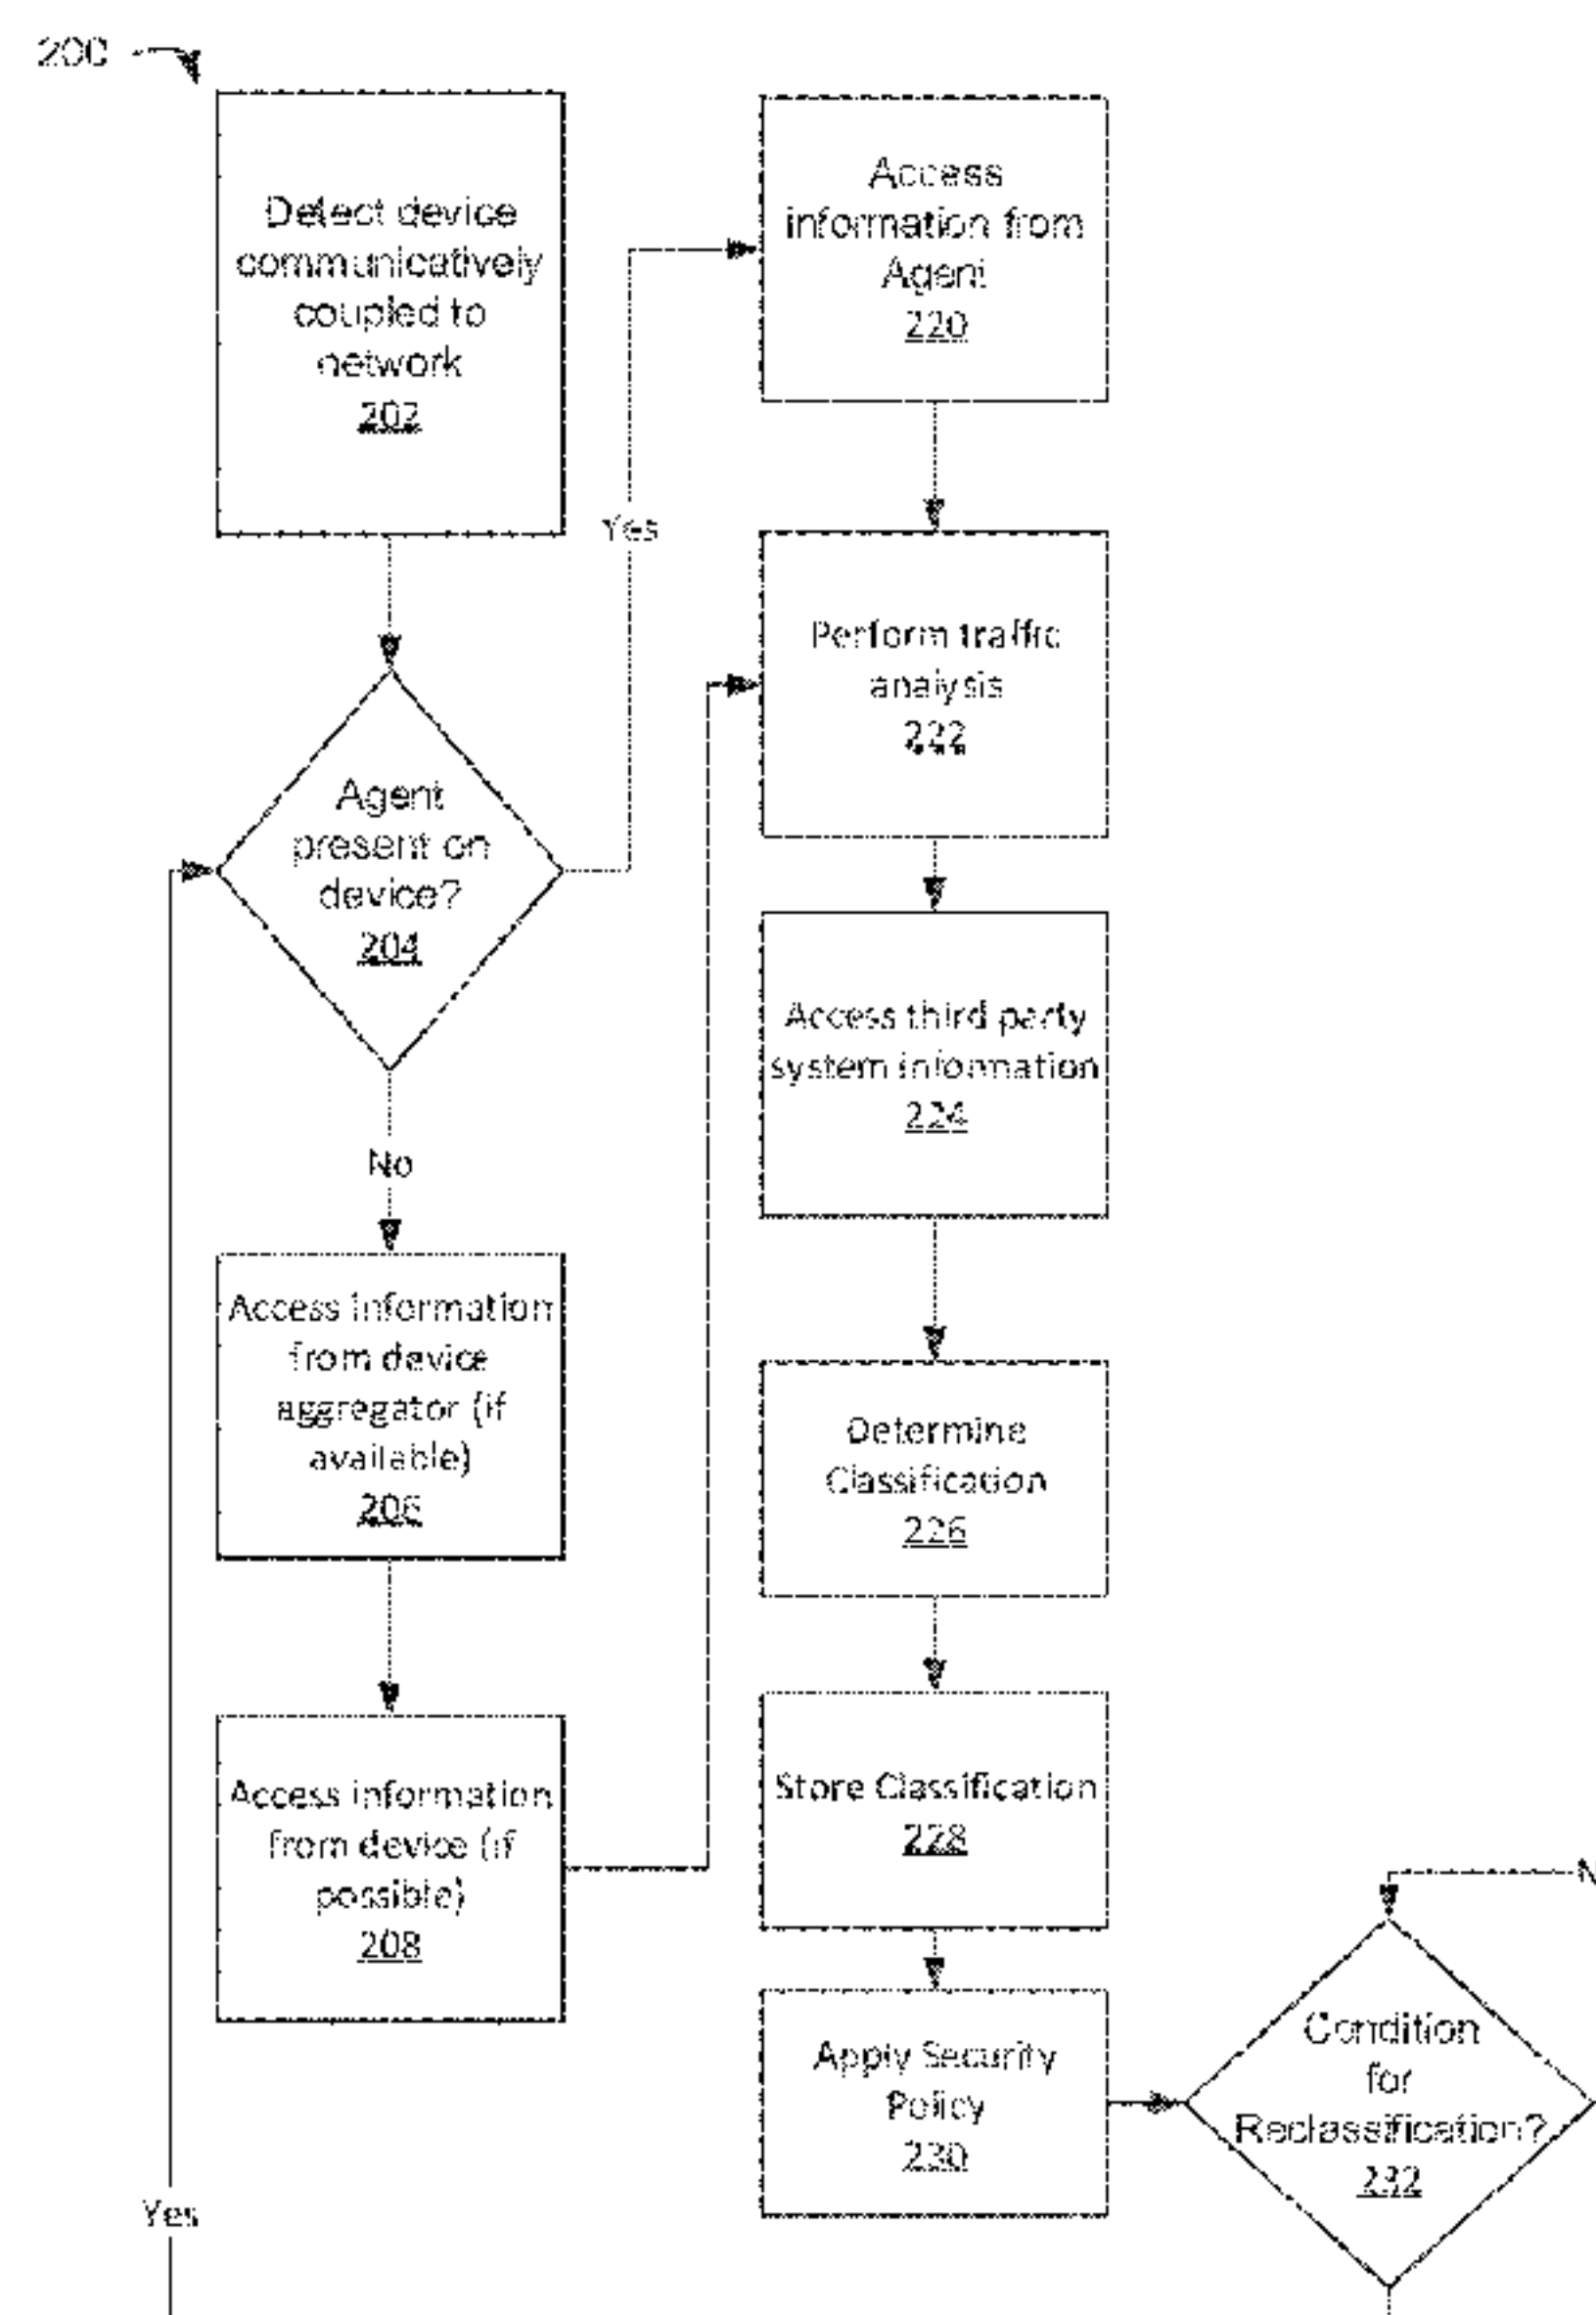 200
Detect device
communicatively
coupled to
network
202
Agent
present on
device?
204
Yes
No
Access information
from device
aggregator (if
available)
206
Access information
from device (if
possible)
208
Access
information from
Agent
220
Perform traffic
analysis
222
Access third party
system information
224
Determine
Classification
226
Store Classification
228
Apply Security
Policy
230
Condition
for
Reclassification?
232
Yes